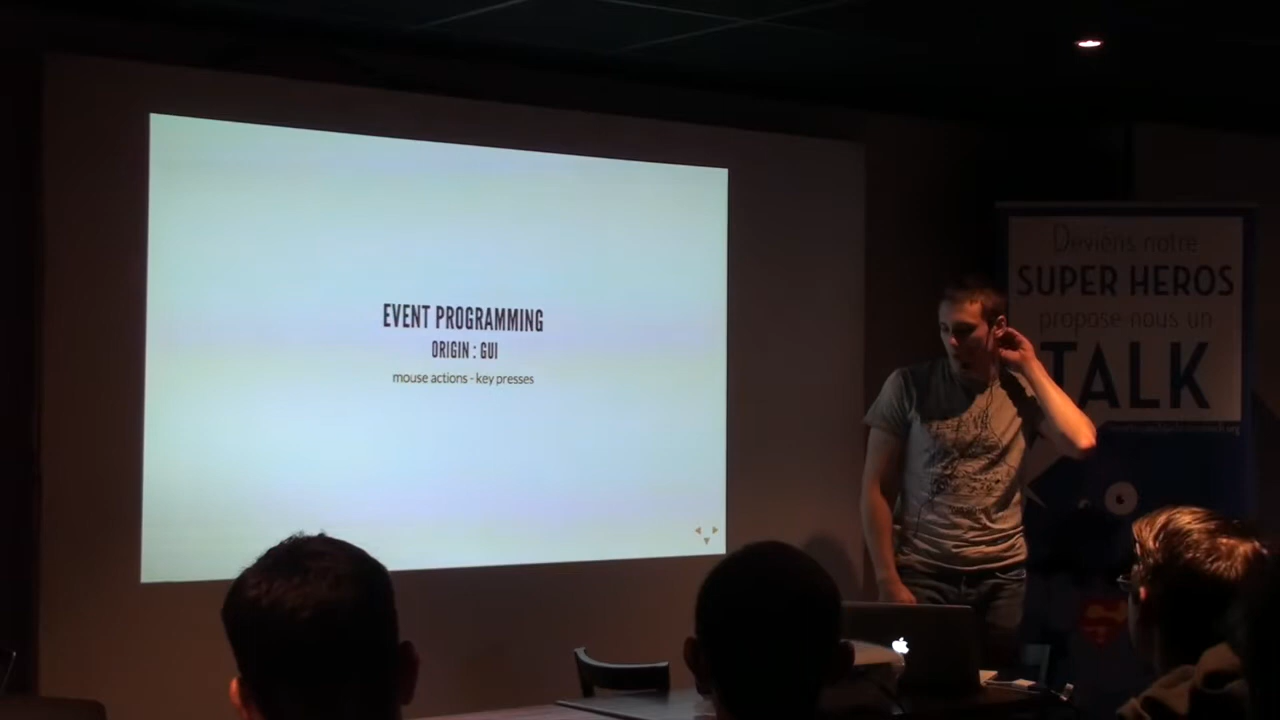 EVENT PROGRAMMING
ORIGIN : GUI
mouse actions - key presses
Deviens notre
SUPER HEROS
propose-nous un
TALK